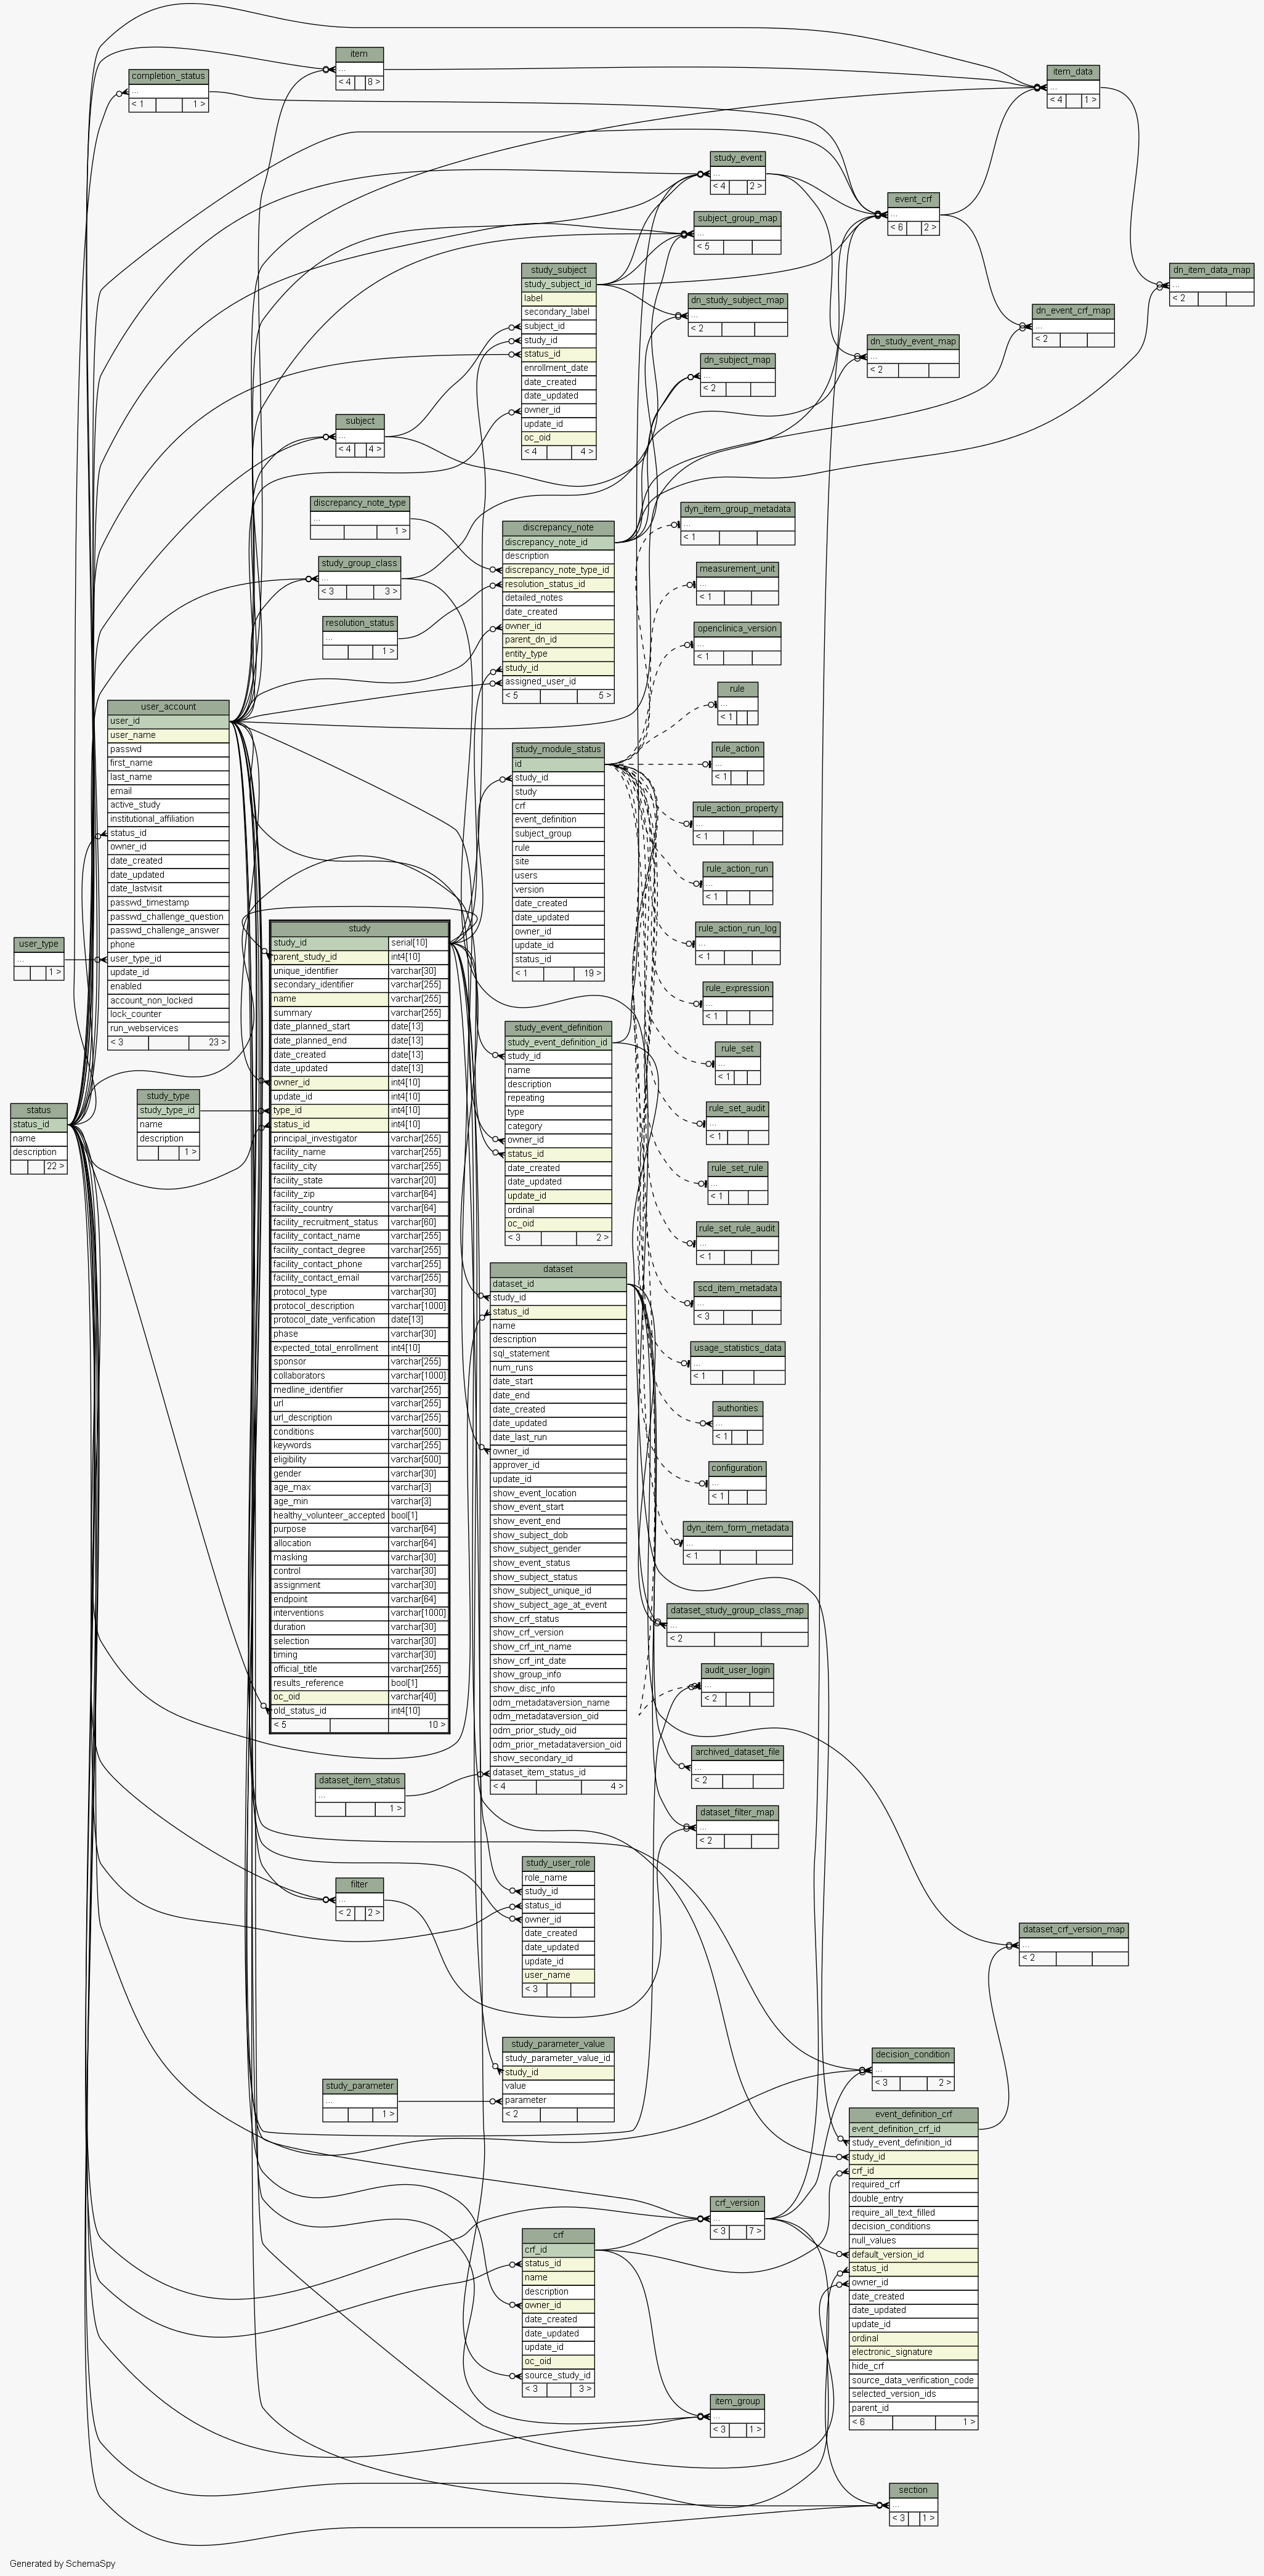 item
...
< 4 8 >
completion_status
...
< 1 1 >
item_data
...
< 4 1 >
study_event
...
< 4 2 >
event_crf
...
< 6 2 >
subject_group_map
...
< 5
study_subject
study_subject_id
label
secondary_label
subject_id
study_id
status_id
enrollment_date
date_created
date_updated
owner_id
update_id
oc_oid
< 4 4 >
dn_item_data_map
...
< 2
dn_study_subject_map
...
< 2
dn_event_crf_map
...
< 2
dn_study_event_map
...
< 2
dn_subject_map
...
< 2
subject
...
< 4 4 >
discrepancy_note_type
...
1 >
dyn_item_group_metadata
...
< 1
discrepancy_note
discrepancy_note_id
description
discrepancy_note_type_id
resolution_status_id
detailed_notes
date_created
owner_id
parent_dn_id
entity_type
study_id
assigned_user_id
< 5 5 >
study_group_class
...
< 3 3 >
measurement_unit
...
< 1
resolution_status
...
1 >
openclinica_version
...
< 1
rule
...
< 1
user_account
user_id
user_name
passwd
first_name
last_name
email
active_study
institutional_affiliation
status_id
owner_id
date_created
date_updated
date_lastvisit
passwd_timestamp
passwd_challenge_question
passwd_challenge_answer
phone
user_type_id
update_id
enabled
account_non_locked
lock_counter
run_webservices
< 3 23 >
study_module_status
id
study_id
study
crf
event_definition
subject_group
rule
site
users
version
date_created
date_updated
owner_id
update_id
status_id
< 1 19 >
rule_action
...
< 1
rule_action_property
...
< 1
rule_action_run
...
< 1
rule_action_run_log
...
< 1
user_type
...
1 >
study
study_id serial[10]
parent_study_id int4[10]
unique_identifier varchar[30]
secondary_identifier varchar[255]
name varchar[255]
summary varchar[255]
date_planned_start date[13]
date_planned_end date[13]
date_created date[13]
date_updated date[13]
owner_id int4[10]
update_id int4[10]
type_id int4[10]
status_id int4[10]
principal_investigator varchar[255]
facility_name varchar[255]
facility_city varchar[255]
facility_state varchar[20]
facility_zip varchar[64]
facility_country varchar[64]
facility_recruitment_status varchar[60]
facility_contact_name varchar[255]
facility_contact_degree varchar[255]
facility_contact_phone varchar[255]
facility_contact_email varchar[255]
protocol_type varchar[30]
protocol_description varchar[1000]
protocol_date_verification date[13]
phase varchar[30]
expected_total_enrollment int4[10]
sponsor varchar[255]
collaborators varchar[1000]
medline_identifier varchar[255]
url varchar[255]
url_description varchar[255]
conditions varchar[500]
keywords varchar[255]
eligibility varchar[500]
gender varchar[30]
age_max varchar[3]
age_min varchar[3]
healthy_volunteer_accepted bool[1]
purpose varchar[64]
allocation varchar[64]
masking varchar[30]
control varchar[30]
assignment varchar[30]
endpoint varchar[64]
interventions varchar[1000]
duration varchar[30]
selection varchar[30]
timing varchar[30]
official_title varchar[255]
results_reference bool[1]
oc_oid varchar[40]
old_status_id int4[10]
< 5 10 >
rule_expression
...
< 1
study_event_definition
study_event_definition_id
study_id
name
description
repeating
type
category
owner_id
status_id
date_created
date_updated
update_id
ordinal
oc_oid
< 3 2 >
rule_set
...
< 1
study_type
study_type_id
name
description
1 >
status
status_id
name
description
22 >
rule_set_audit
...
< 1
rule_set_rule
...
< 1
rule_set_rule_audit
...
< 1
dataset
dataset_id
study_id
status_id
name
description
sql_statement
num_runs
date_start
date_end
date_created
date_updated
date_last_run
owner_id
approver_id
update_id
show_event_location
show_event_start
show_event_end
show_subject_dob
show_subject_gender
show_event_status
show_subject_status
show_subject_unique_id
show_subject_age_at_event
show_crf_status
show_crf_version
show_crf_int_name
show_crf_int_date
show_group_info
show_disc_info
odm_metadataversion_name
odm_metadataversion_oid
odm_prior_study_oid
odm_prior_metadataversion_oid
show_secondary_id
dataset_item_status_id
< 4 4 >
scd_item_metadata
...
< 3
usage_statistics_data
...
< 1
authorities
...
< 1
configuration
...
< 1
dyn_item_form_metadata
...
< 1
dataset_study_group_class_map
...
< 2
audit_user_login
...
< 2
archived_dataset_file
...
< 2
dataset_item_status
...
1 >
dataset_filter_map
...
< 2
study_user_role
role_name
study_id
status_id
owner_id
date_created
date_updated
update_id
user_name
< 3
filter
...
< 2 2 >
dataset_crf_version_map
...
< 2
study_parameter_value
study_parameter_value_id
study_id
value
parameter
< 2
decision_condition
...
< 3 2 >
study_parameter
...
1 >
event_definition_crf
event_definition_crf_id
study_event_definition_id
study_id
crf_id
required_crf
double_entry
require_all_text_filled
decision_conditions
null_values
default_version_id
status_id
owner_id
date_created
date_updated
update_id
ordinal
electronic_signature
hide_crf
source_data_verification_code
selected_version_ids
parent_id
< 6 1 >
crf_version
...
< 3 7 >
crf
crf_id
status_id
name
description
owner_id
date_created
date_updated
update_id
oc_oid
source_study_id
< 3 3 >
item_group
...
< 3 1 >
section
...
< 3 1 >
Generated by SchemaSpy